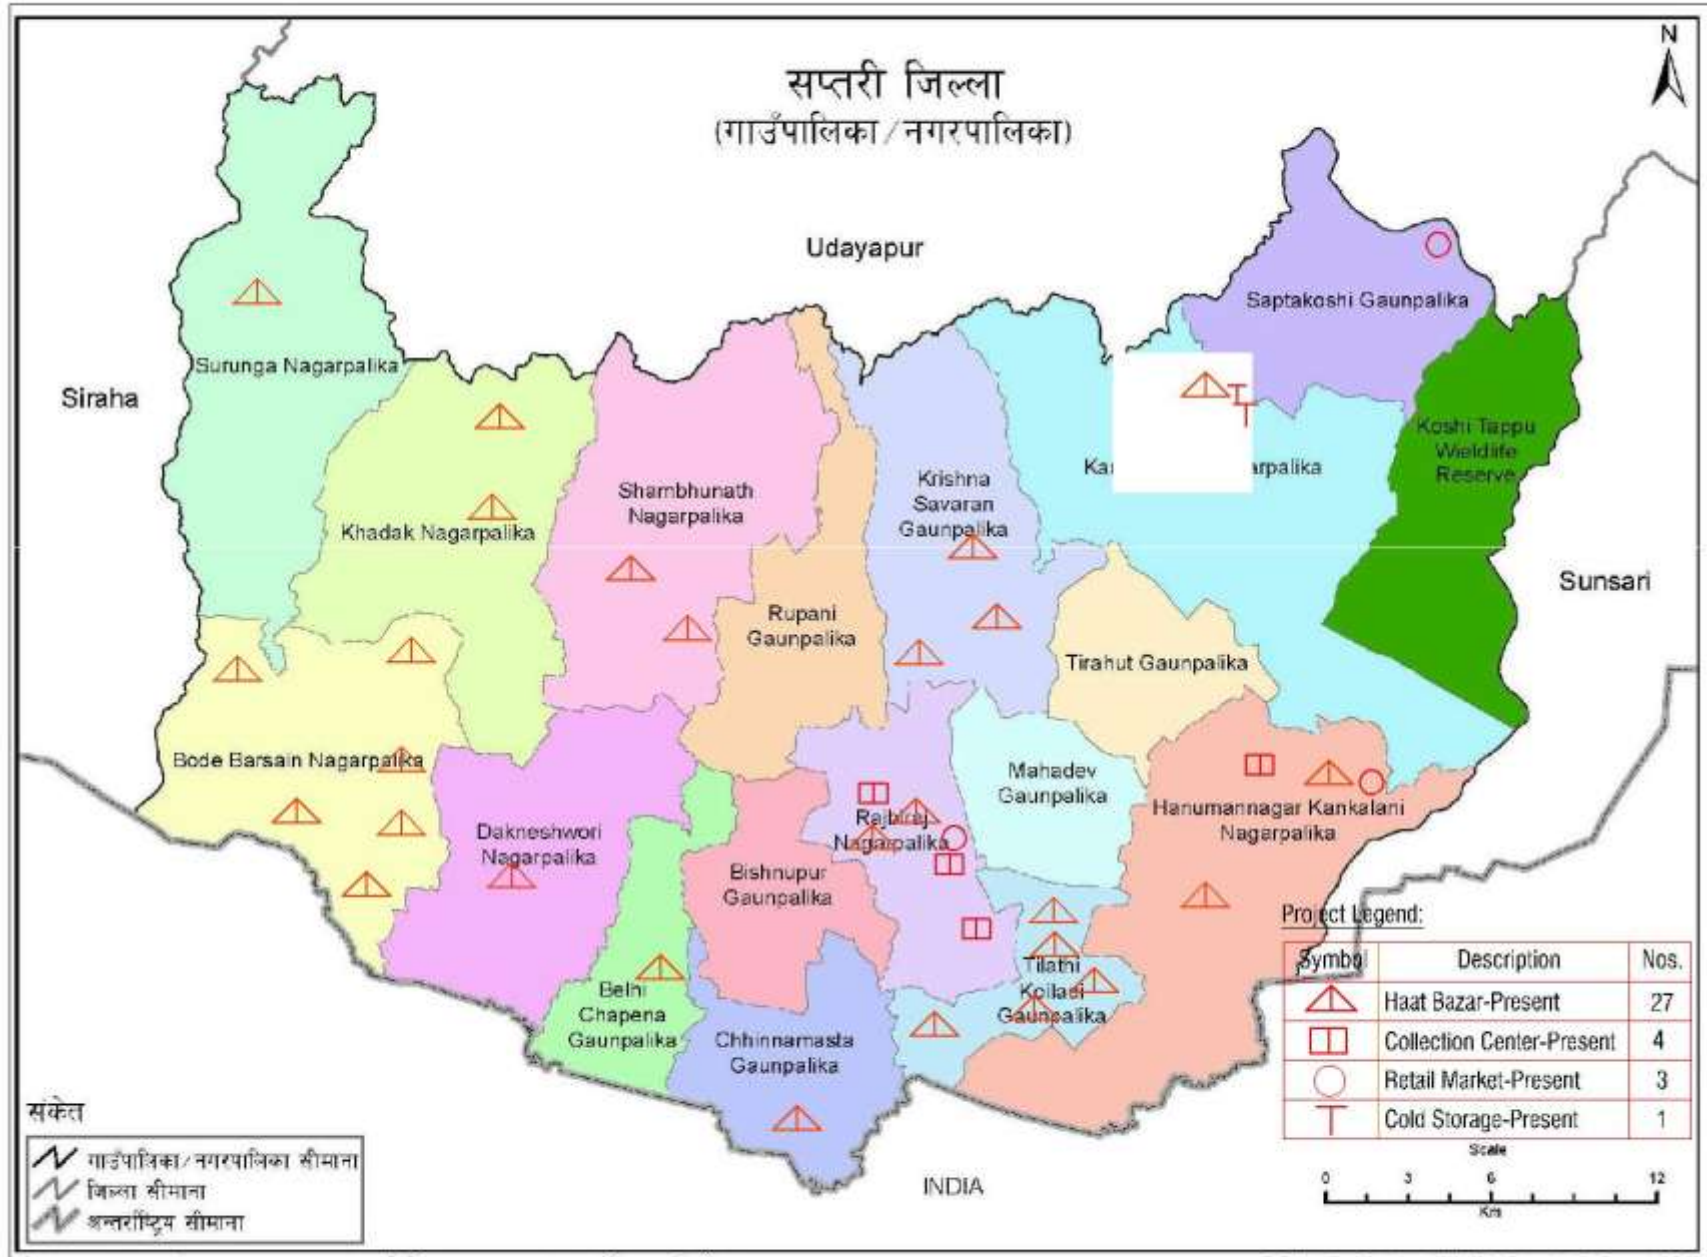 N
सप्तरी जिल्ला
(गाउँपालिका/नगरपालिका)
Udayapur
Saptakoshi Gaunpalika
Surunga Nagarpalika
Siraha
Koshi Tappu
Wieldlife
Reserve
arpalika
Krishna
Savaran
Gaunpalika
Shambhunath
Nagarpalika
Khadak Nagarpalika
Sunsari
Rupani
Gaunpalika
Tirahut Gaunpalika
Bode Barsain Nagarpalika
Mahadev
Gaunpalika
Hanumannagar Kankalani
Nagarpalika
Dakneshwori
Nagarpalika
Rajbiraj
Nagarpalika
Bishnupur
Gaunpalika
Tilathi
Koiladi
Gaunpalika
Belhi
Chapena
Gaunpalika
Chhinnamasta
Gaunpalika
INDIA
Project Legend:
Symbol Description Nos.
Haat Bazar-Present 27
Collection Center-Present 4
Retail Market-Present 3
Cold Storage-Present 1
Scale
0 3 6 12
Km
संकेत
गाउँपालिका/नगरपालिका सीमाना
जिल्ला सीमाना
अन्तर्राष्ट्रिय सीमाना